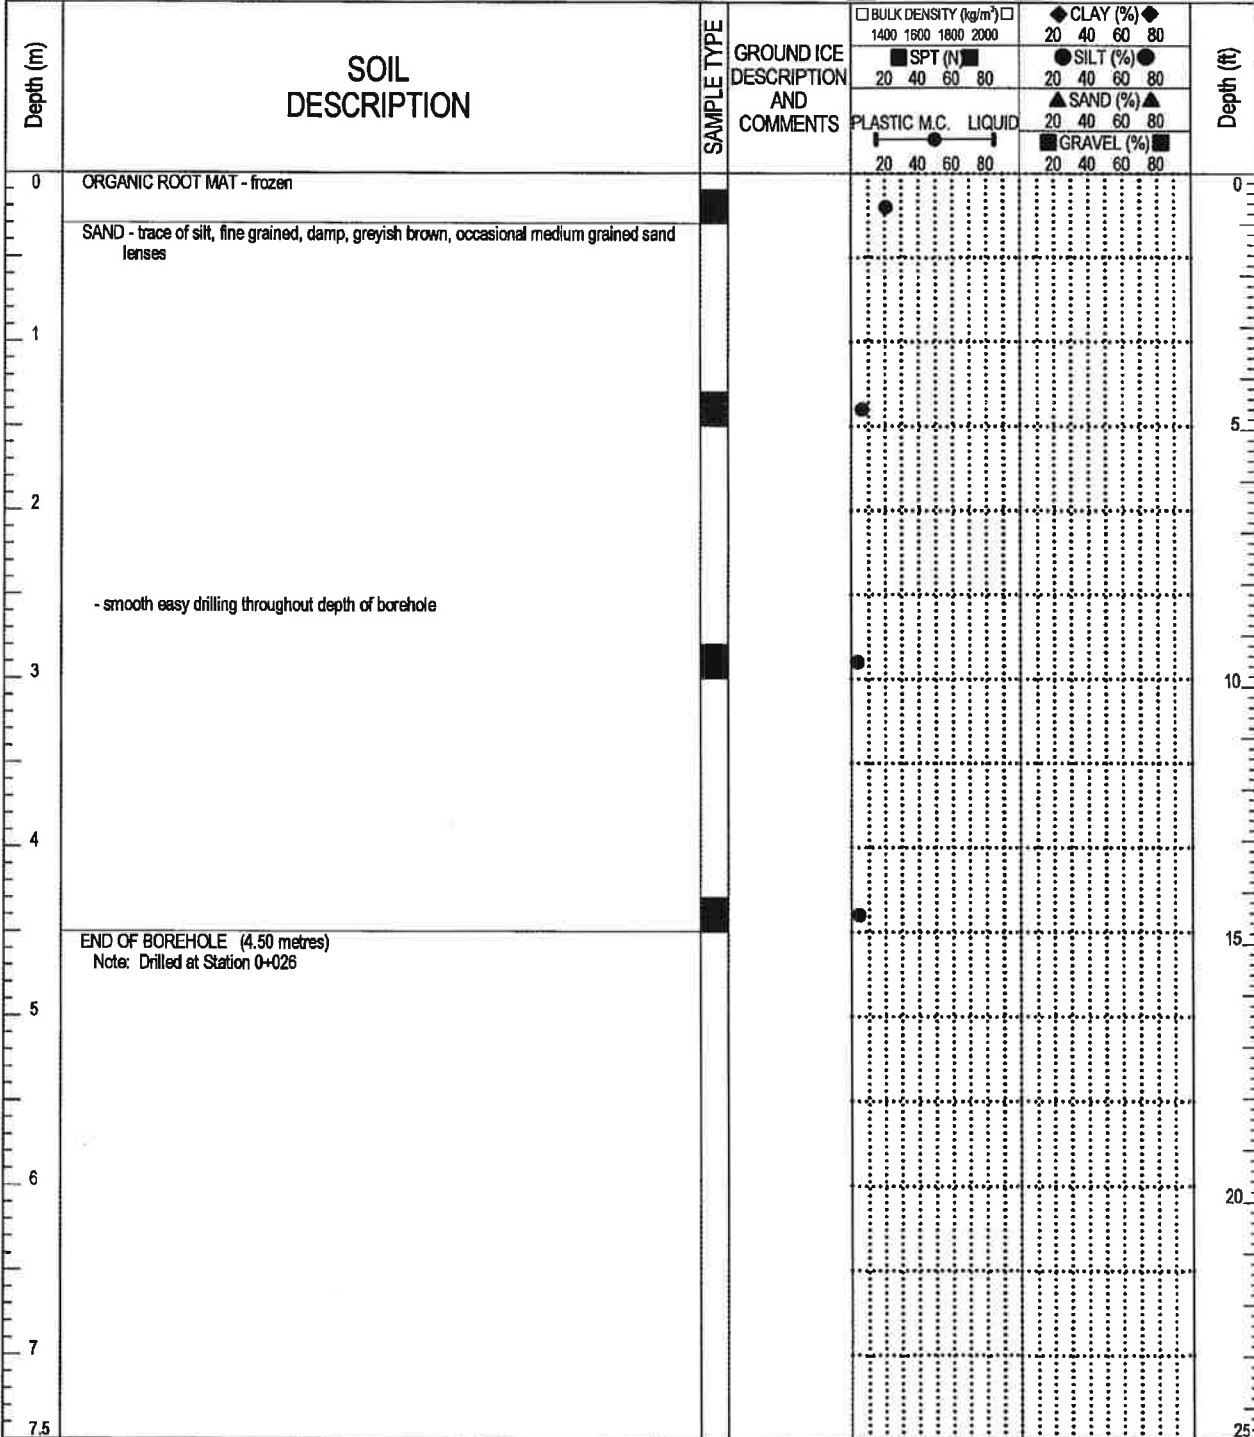 Depth (m)
SOIL
DESCRIPTION
SAMPLE TYPE
GROUND ICE
DESCRIPTION
AND
COMMENTS
□ BULK DENSITY (kg/m³) □
1400 1600 1800 2000
■ SPT (N) ■
20 40 60 80
PLASTIC M.C. LIQUID
20 40 60 80
◆ CLAY (%) ◆
20 40 60 80
● SILT (%) ●
20 40 60 80
▲ SAND (%) ▲
20 40 60 80
■ GRAVEL (%) ■
20 40 60 80
Depth (ft)
0
ORGANIC ROOT MAT - frozen
0
SAND - trace of silt, fine grained, damp, greyish brown, occasional medium grained sand
lenses
1
5
2
- smooth easy drilling throughout depth of borehole
3
10
4
END OF BOREHOLE (4.50 metres)
15
Note: Drilled at Station 0+026
5
6
20
7
7.5
25